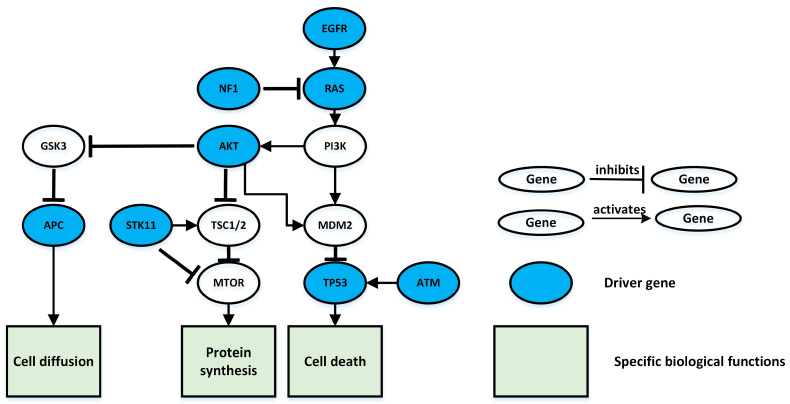 EGFR
NF1
RAS
GSK3
AKT
PI3K
APC
STK11
TSC1/2
MDM2
MTOR
TP53
ATM
Cell diffusion
Protein
synthesis
Cell death
Gene
inhibits
Gene
Gene
activates
Gene
Driver gene
Specific biological functions